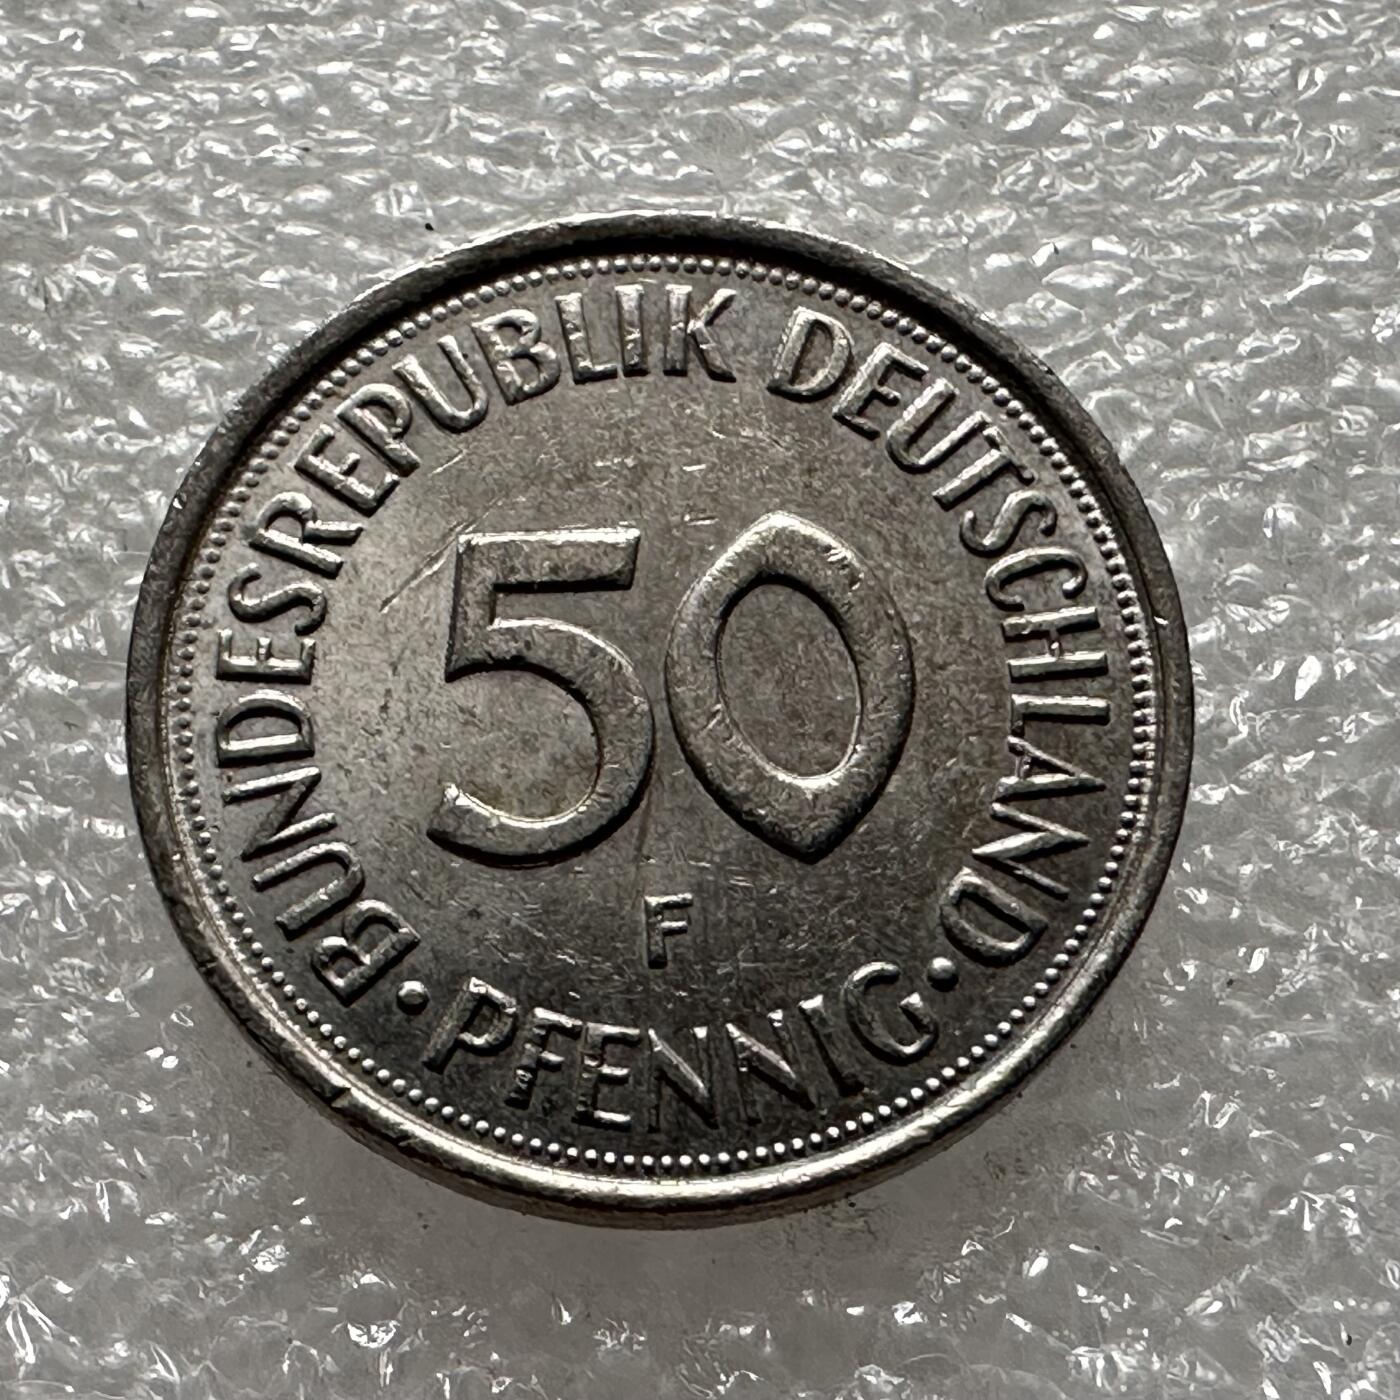 BUNDESREPUBLIK DEUTSCHLAND
50
F
• PFENNIG •